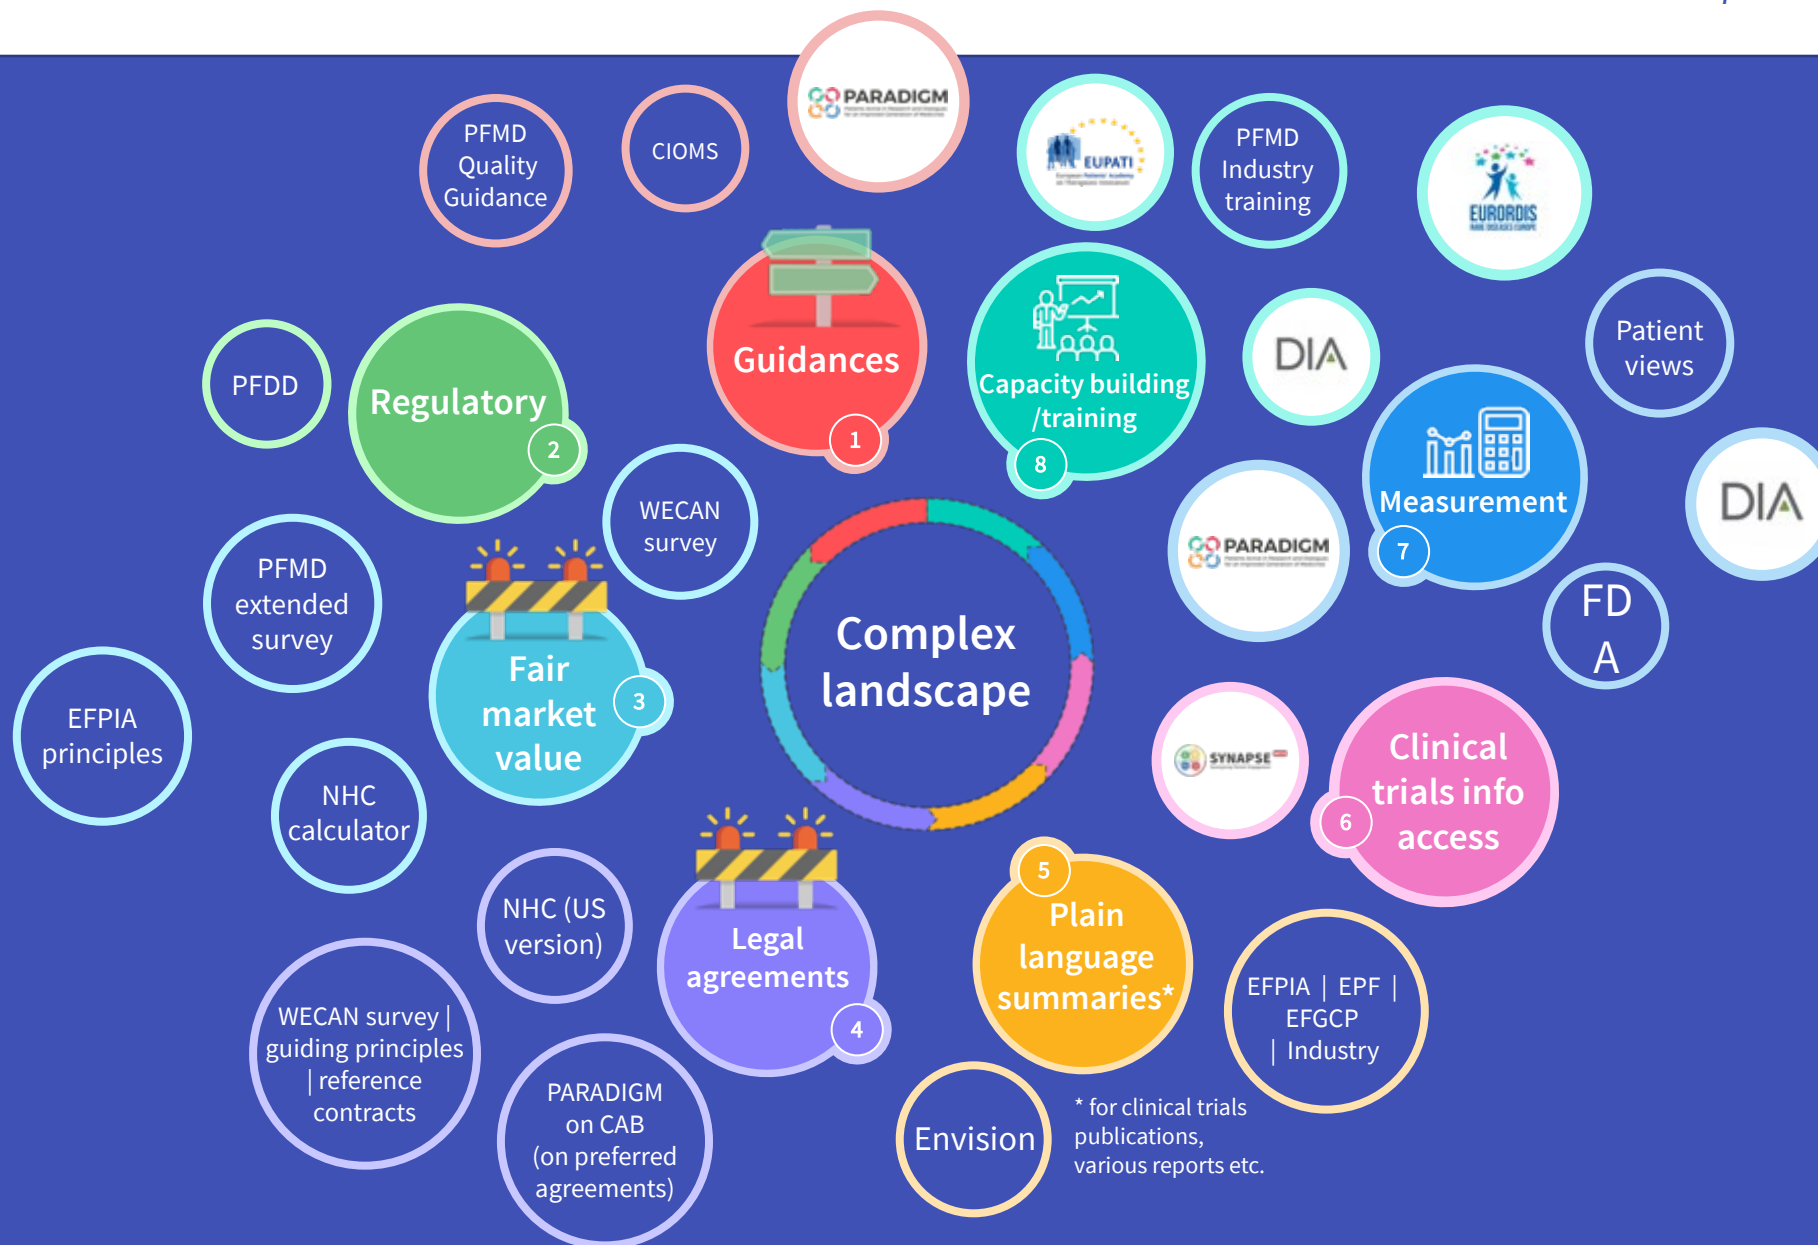 PARADIGM
PFMD
Quality
Guidance
CIOMS
EUPATI
PFMD
Industry
training
EURORDIS
RARE DISEASES EUROPE
Guidances
1
Capacity building
/training
8
DIA
Patient
views
PFDD
Regulatory
2
Measurement
7
DIA
WECAN
survey
PARADIGM
PFMD
extended
survey
FD
A
Complex
landscape
Fair
market
value
3
EFPIA
principles
NHC
calculator
SYNAPSE
Clinical
trials info
access
6
NHC (US
version)
Legal
agreements
4
5
Plain
language
summaries*
EFPIA | EPF |
EFGCP
| Industry
WECAN survey |
guiding principles
| reference
contracts
PARADIGM
on CAB
(on preferred
agreements)
Envision
* for clinical trials
publications,
various reports etc.